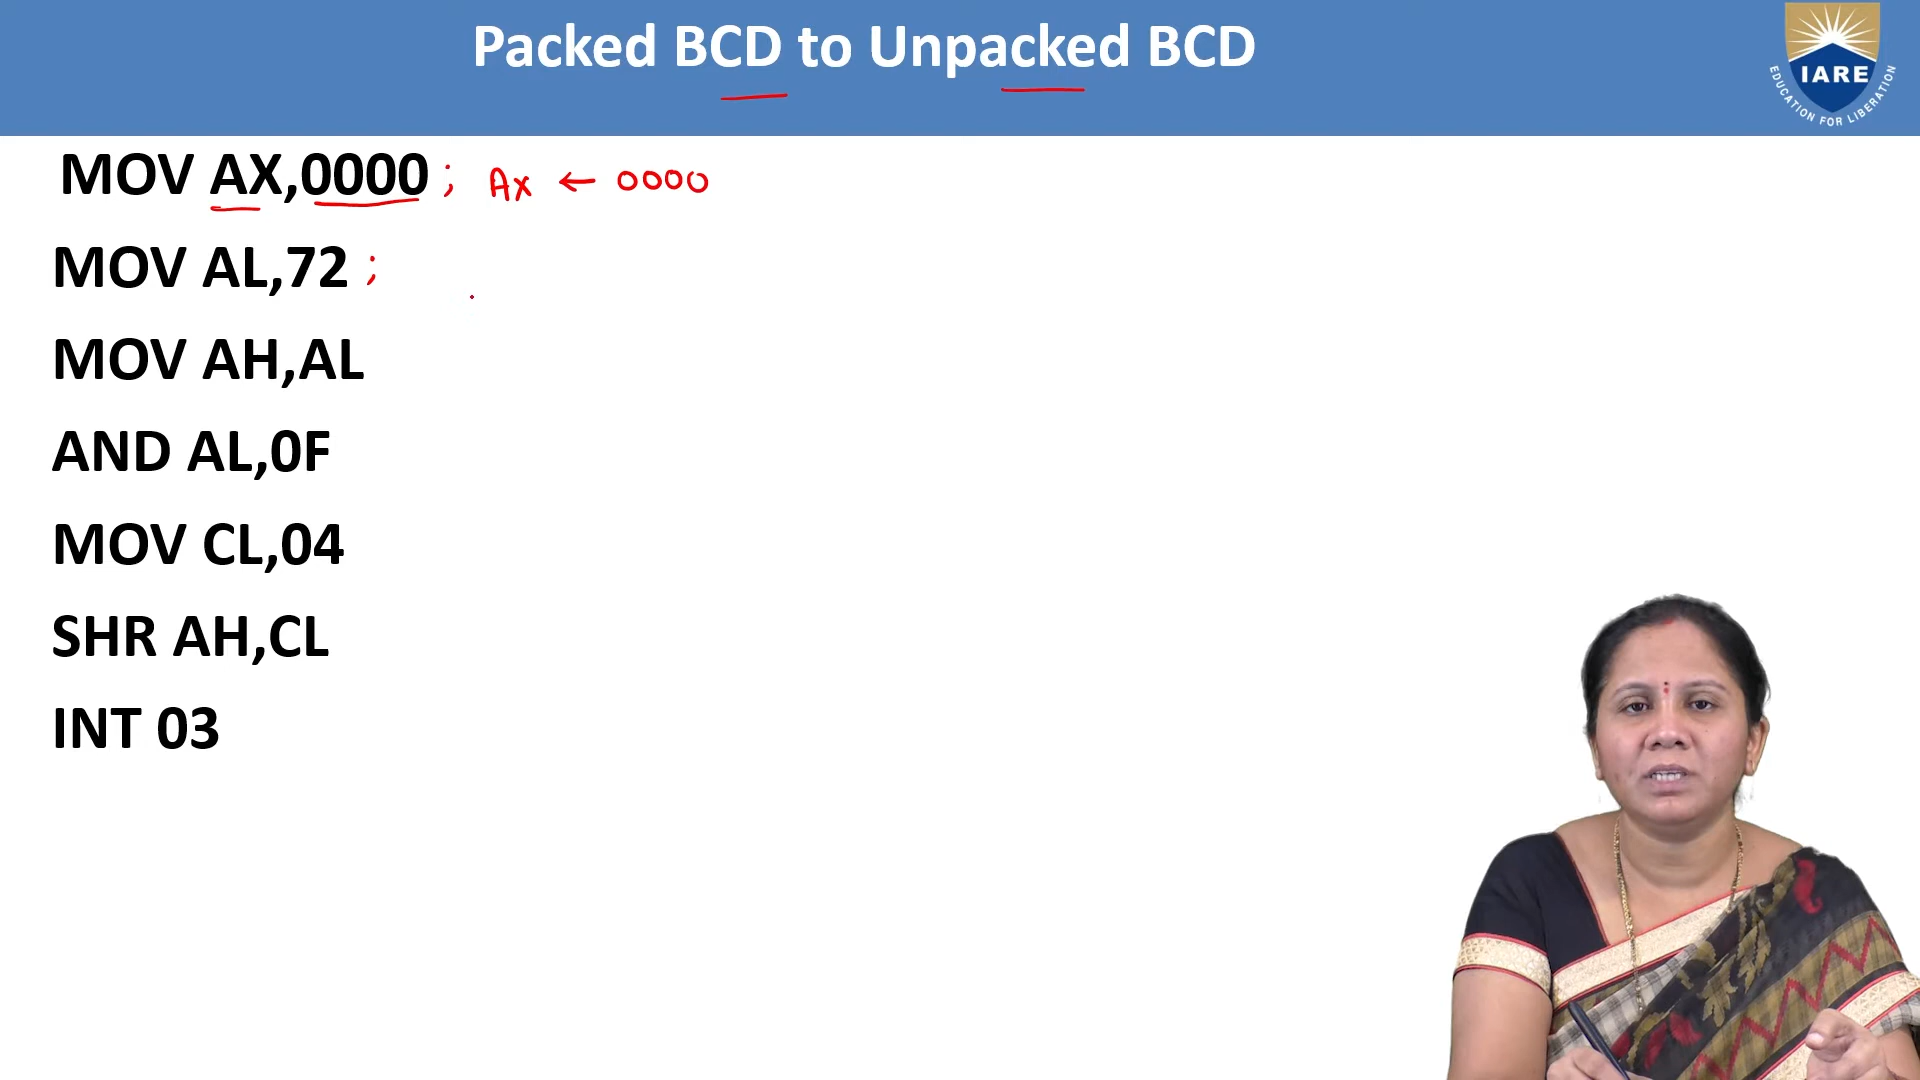 Packed BCD to Unpacked BCD
IARE
EDUCATION FOR LIBERATION
MOV AX,0000 ; AX ← 0000
MOV AL,72 ;
MOV AH,AL
AND AL,0F
MOV CL,04
SHR AH,CL
INT 03